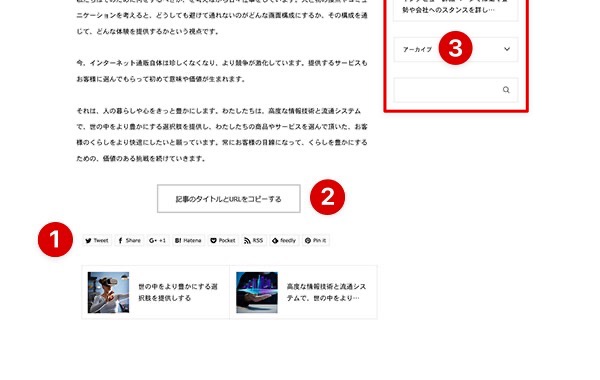 ニケーションを考えると、どうしても避けて通れないのがどんな画面構成にするか、その構成を通
じて、どんな体験を提供するかという視点です。
今、インターネット通販自体は珍しくなくなり、より競争が激化しています。提供するサービスも
お客様に選んでもらって初めて意味や価値が生まれます。
それは、人の暮らしや心をきっと豊かにします。わたしたちは、高度な情報技術と流通システム
で、世の中をより豊かにする選択肢を提供し、わたしたちの商品やサービスを選んで頂いた、お客
様のくらしをより快適にしたいと願っています。常にお客様の目線になって、くらしを豊かにする
ための、価値のある挑戦を続けていきます。
記事のタイトルとURLをコピーする
2
1
Tweet
Share
+1
Hatena
Pocket
RSS
feedly
Pin it
世の中をより豊かにする選
択肢を提供しする
高度な情報技術と流通シス
テムで、世の中をより…
勢や会社へのスタンスを詳し…
アーカイブ
3